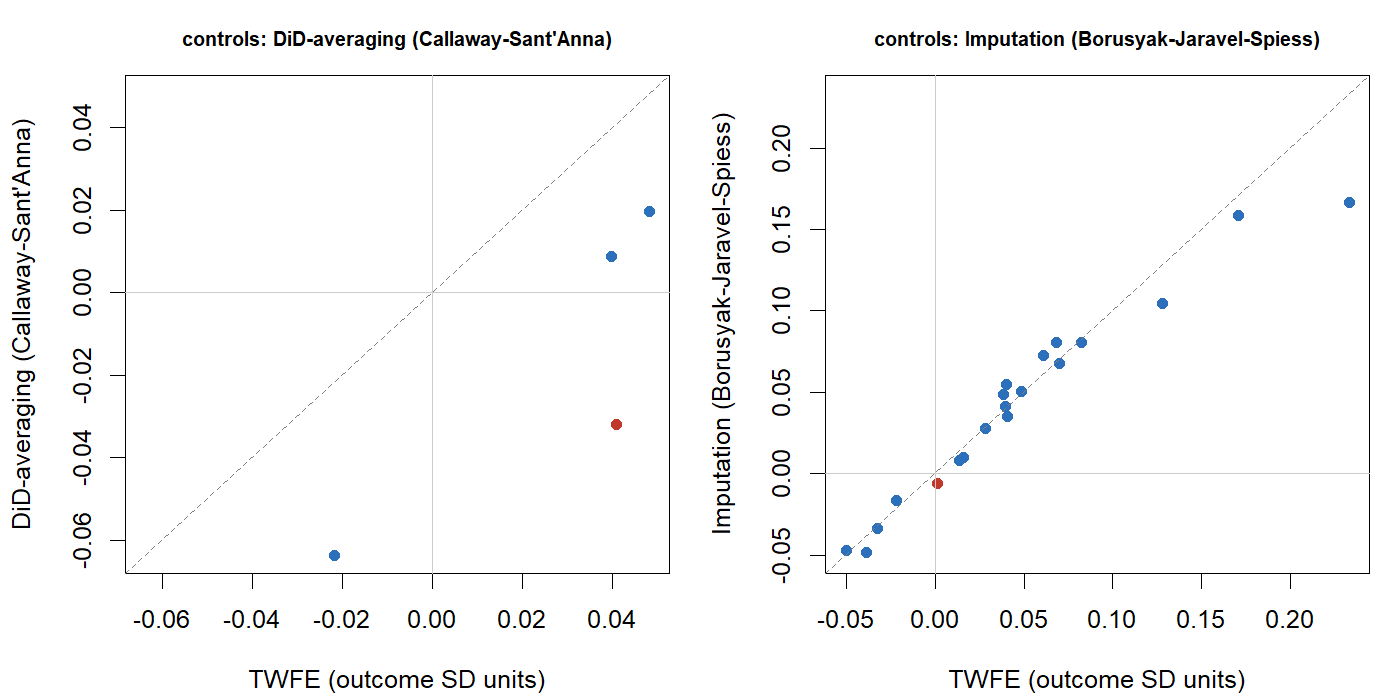 controls: DiD-averaging (Callaway-Sant'Anna)
DiD-averaging (Callaway-Sant'Anna)
0.04
0.02
0.00
-0.02
-0.04
-0.06
-0.06 -0.04 -0.02 0.00 0.02 0.04
TWFE (outcome SD units)
controls: Imputation (Borusyak-Jaravel-Spiess)
Imputation (Borusyak-Jaravel-Spiess)
0.20
0.15
0.10
0.05
0.00
-0.05
-0.05 0.00 0.05 0.10 0.15 0.20
TWFE (outcome SD units)